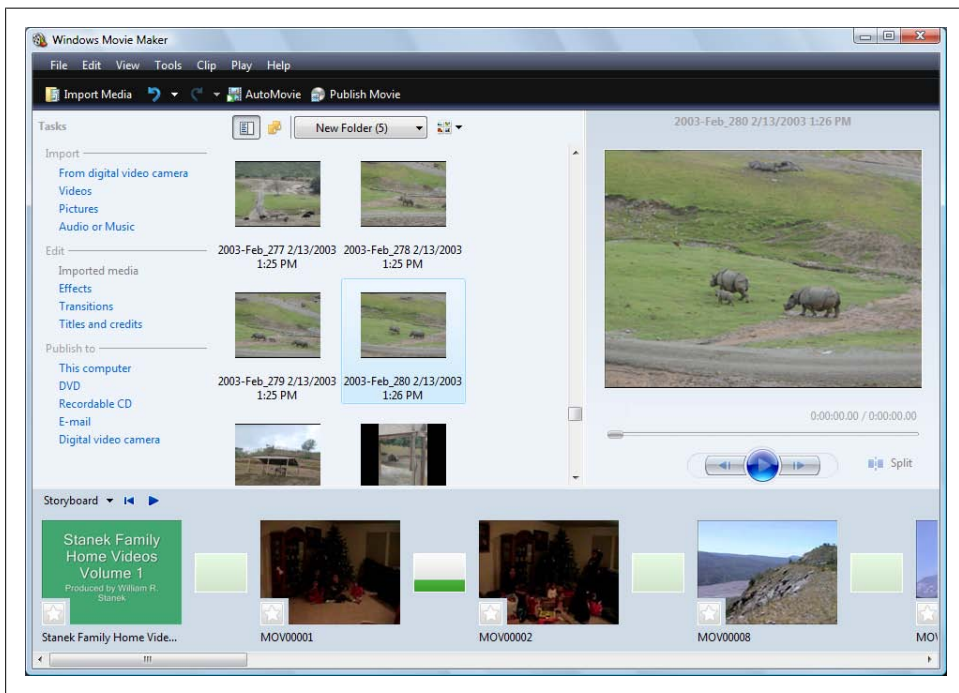 Windows Movie Maker
File Edit View Tools Clip Play Help
Import Media AutoMovie Publish Movie
Tasks
New Folder (5)
Import
From digital video camera
Videos
Pictures
Audio or Music
Edit
Imported media
Effects
Transitions
Titles and credits
Publish to
This computer
DVD
Recordable CD
E-mail
Digital video camera
2003-Feb_277 2/13/2003
1:25 PM
2003-Feb_278 2/13/2003
1:25 PM
2003-Feb_279 2/13/2003
1:25 PM
2003-Feb_280 2/13/2003
1:26 PM
2003-Feb_280 2/13/2003 1:26 PM
0:00:00.00 / 0:00:00.00
Split
Storyboard
Stanek Family
Home Videos
Volume 1
Produced by William R.
Stanek
Stanek Family Home Vide...
MOV00001
MOV00002
MOV00008
MOV